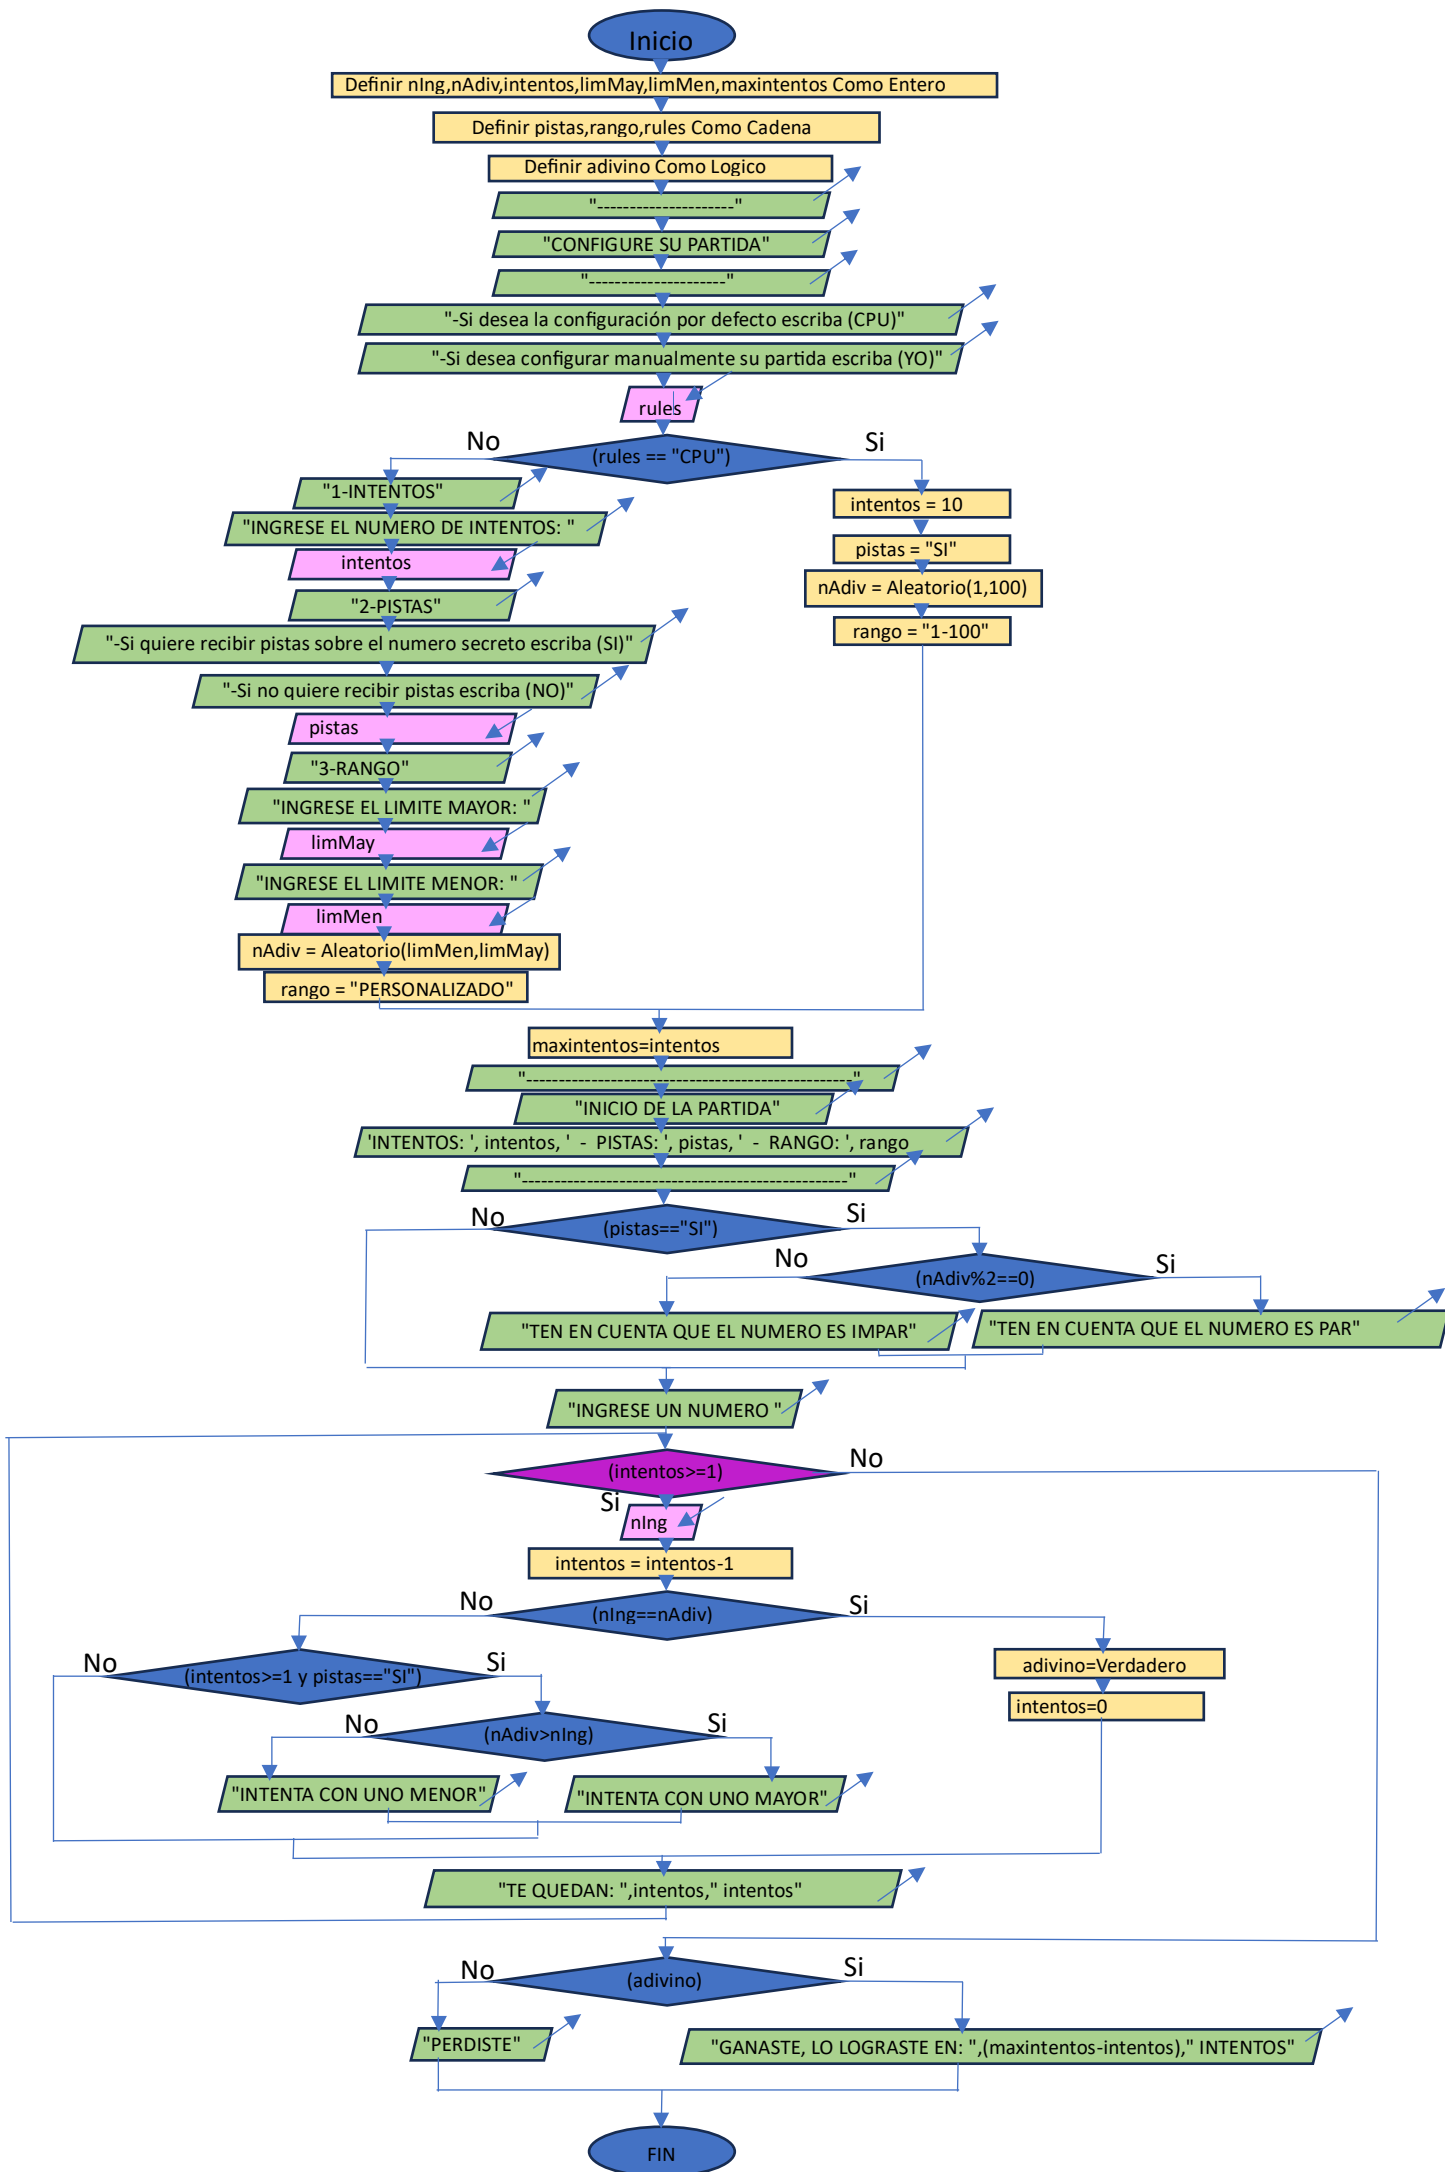 Inicio
Definir nIng,nAdiv,intentos,limMay,limMen,maxintentos Como Entero
Definir pistas,rango,rules Como Cadena
Definir adivino Como Logico
"---------------------"
"CONFIGURE SU PARTIDA"
"---------------------"
"-Si desea la configuración por defecto escriba (CPU)"
"-Si desea configurar manualmente su partida escriba (YO)"
rules
No
(rules == "CPU")
Si
"1-INTENTOS"
"INGRESE EL NUMERO DE INTENTOS: "
intentos
"2-PISTAS"
"-Si quiere recibir pistas sobre el numero secreto escriba (SI)"
"-Si no quiere recibir pistas escriba (NO)"
pistas
"3-RANGO"
"INGRESE EL LIMITE MAYOR: "
limMay
"INGRESE EL LIMITE MENOR: "
limMen
nAdiv = Aleatorio(limMen,limMay)
rango = "PERSONALIZADO"
intentos = 10
pistas = "SI"
nAdiv = Aleatorio(1,100)
rango = "1-100"
maxintentos=intentos
"--------------------------------------------------"
"INICIO DE LA PARTIDA"
'INTENTOS: ', intentos, '  -  PISTAS: ', pistas, '  -  RANGO: ', rango
"--------------------------------------------------"
No
(pistas=="SI")
Si
No
(nAdiv%2==0)
Si
"TEN EN CUENTA QUE EL NUMERO ES IMPAR"
"TEN EN CUENTA QUE EL NUMERO ES PAR"
"INGRESE UN NUMERO "
(intentos>=1)
No
Si
nIng
intentos = intentos-1
No
(nIng==nAdiv)
Si
No
(intentos>=1 y pistas=="SI")
Si
adivino=Verdadero
intentos=0
No
(nAdiv>nIng)
Si
"INTENTA CON UNO MENOR"
"INTENTA CON UNO MAYOR"
"TE QUEDAN: ",intentos," intentos"
No
(adivino)
Si
"PERDISTE"
"GANASTE, LO LOGRASTE EN: ",(maxintentos-intentos)," INTENTOS"
FIN